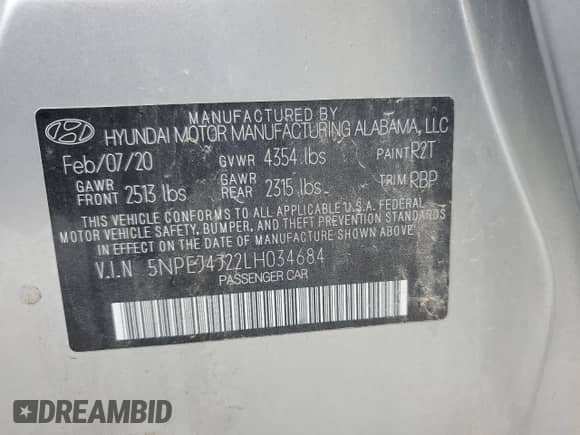 MANUFACTURED BY
HYUNDAI MOTOR MANUFACTURING ALABAMA, LLC
Feb/07/20 GVWR 4354 lbs PAINT R2T
GAWR FRONT 2513 lbs GAWR REAR 2315 lbs TRIM RBP
THIS VEHICLE CONFORMS TO ALL APPLICABLE U.S.A. FEDERAL
MOTOR VEHICLE SAFETY, BUMPER, AND THEFT PREVENTION STANDARDS
IN EFFECT ON THE DATE OF MANUFACTURE SHOWN ABOVE.
V.I.N 5NPEJ4J22LH034684
PASSENGER CAR
DREAMBID